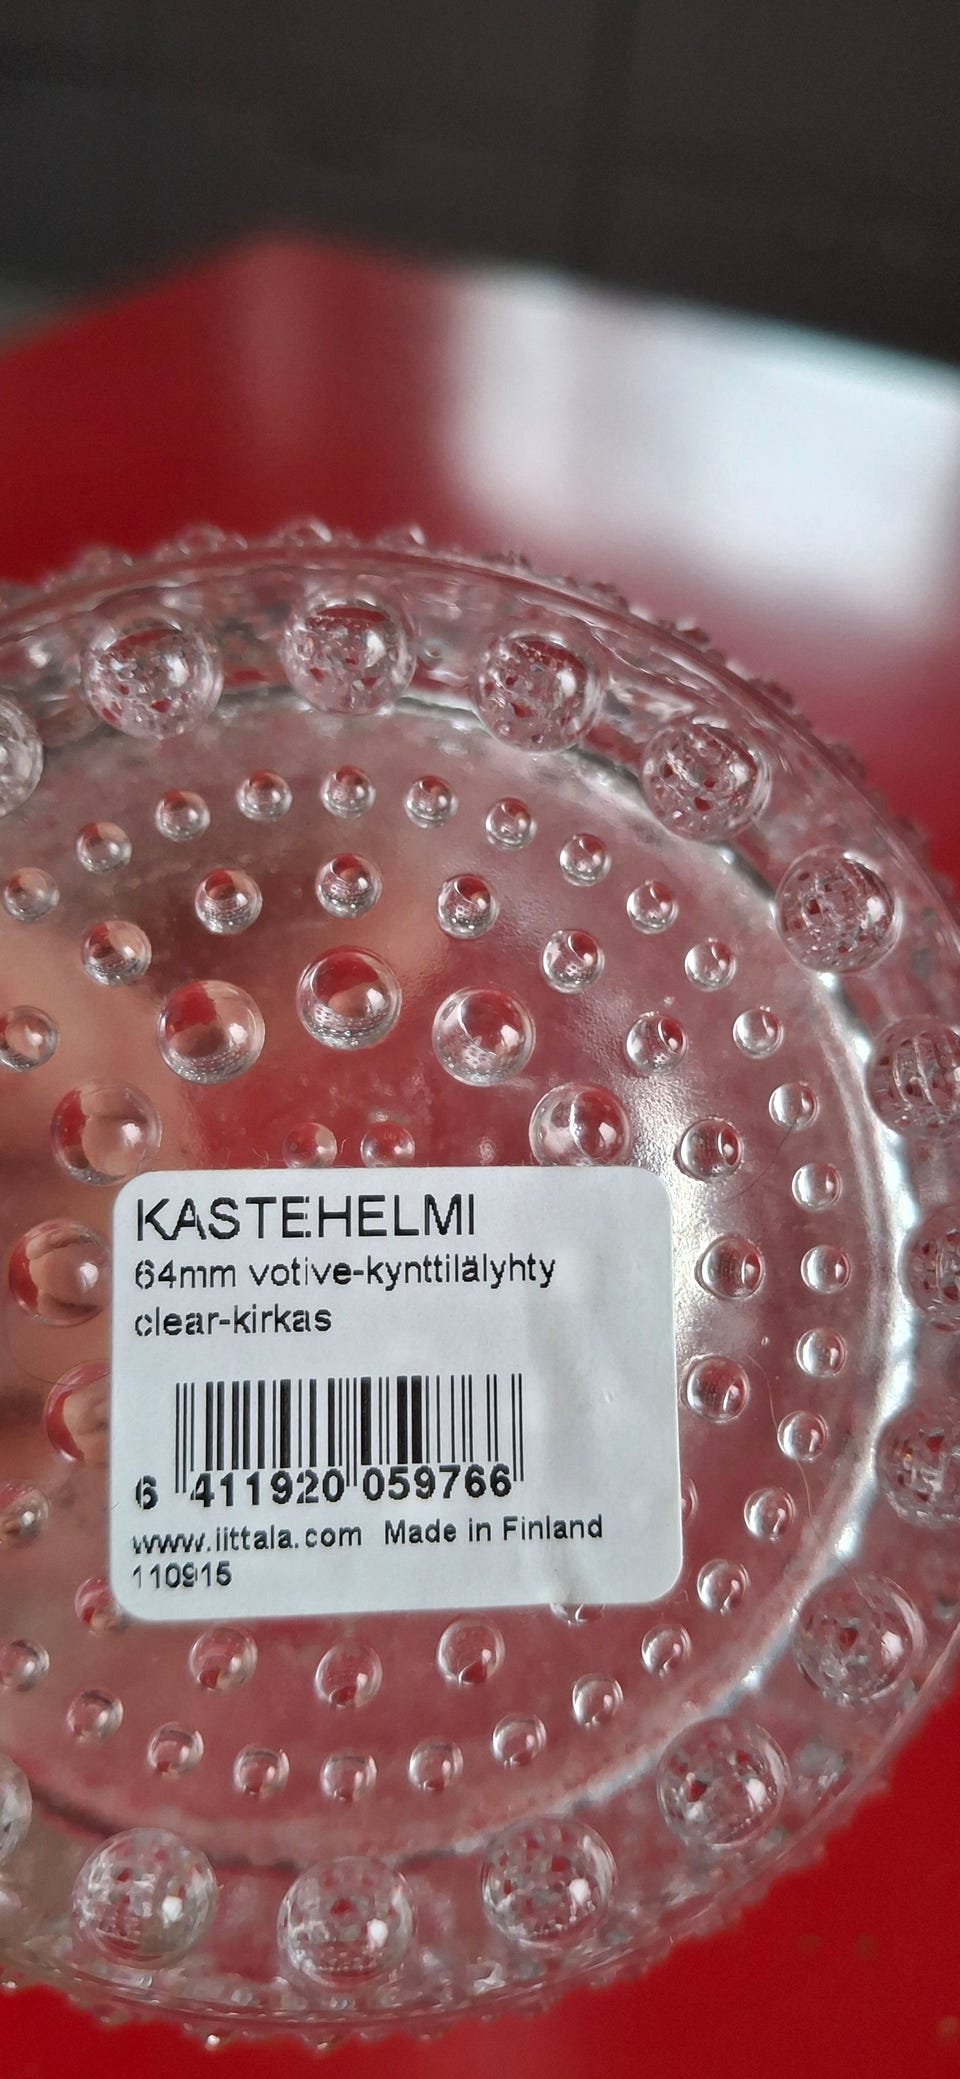 KASTEHELMI
64mm votive-kynttilälyhty
clear-kirkas
6 411920 059766
www.iittala.com Made in Finland
110915